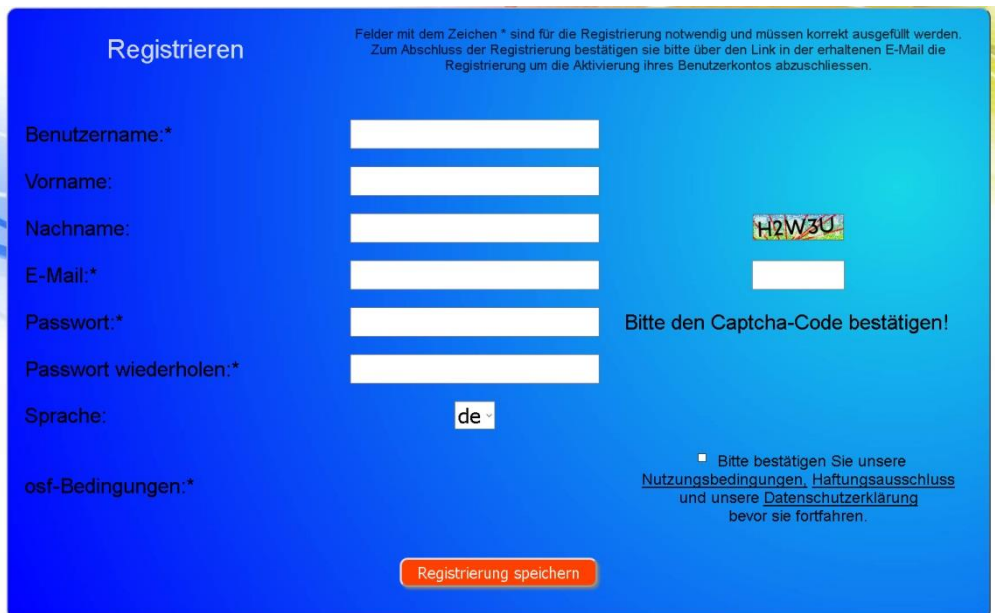 Registrieren
Felder mit dem Zeichen * sind für die Registrierung notwendig und müssen korrekt ausgefüllt werden.
Zum Abschluss der Registrierung bestätigen sie bitte über den Link in der erhaltenen E-Mail die
Registrierung um die Aktivierung ihres Benutzerkontos abzuschliessen.
Benutzername:*
Vorname:
Nachname:
H2W3U
E-Mail:*
Passwort:*
Bitte den Captcha-Code bestätigen!
Passwort wiederholen:*
Sprache:
de
osf-Bedingungen:*
Bitte bestätigen Sie unsere
Nutzungsbedingungen, Haftungsausschluss
und unsere Datenschutzerklärung
bevor sie fortfahren.
Registrierung speichern